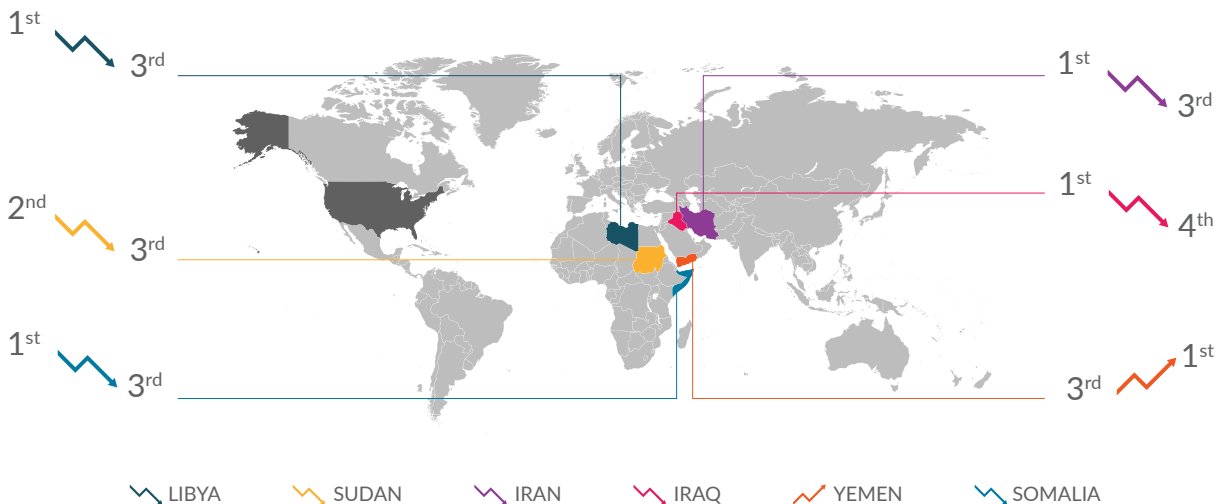 1st
3rd
1st
3rd
1st
4th
2nd
3rd
1st
3rd
3rd
1st
LIBYA SUDAN IRAN IRAQ YEMEN SOMALIA